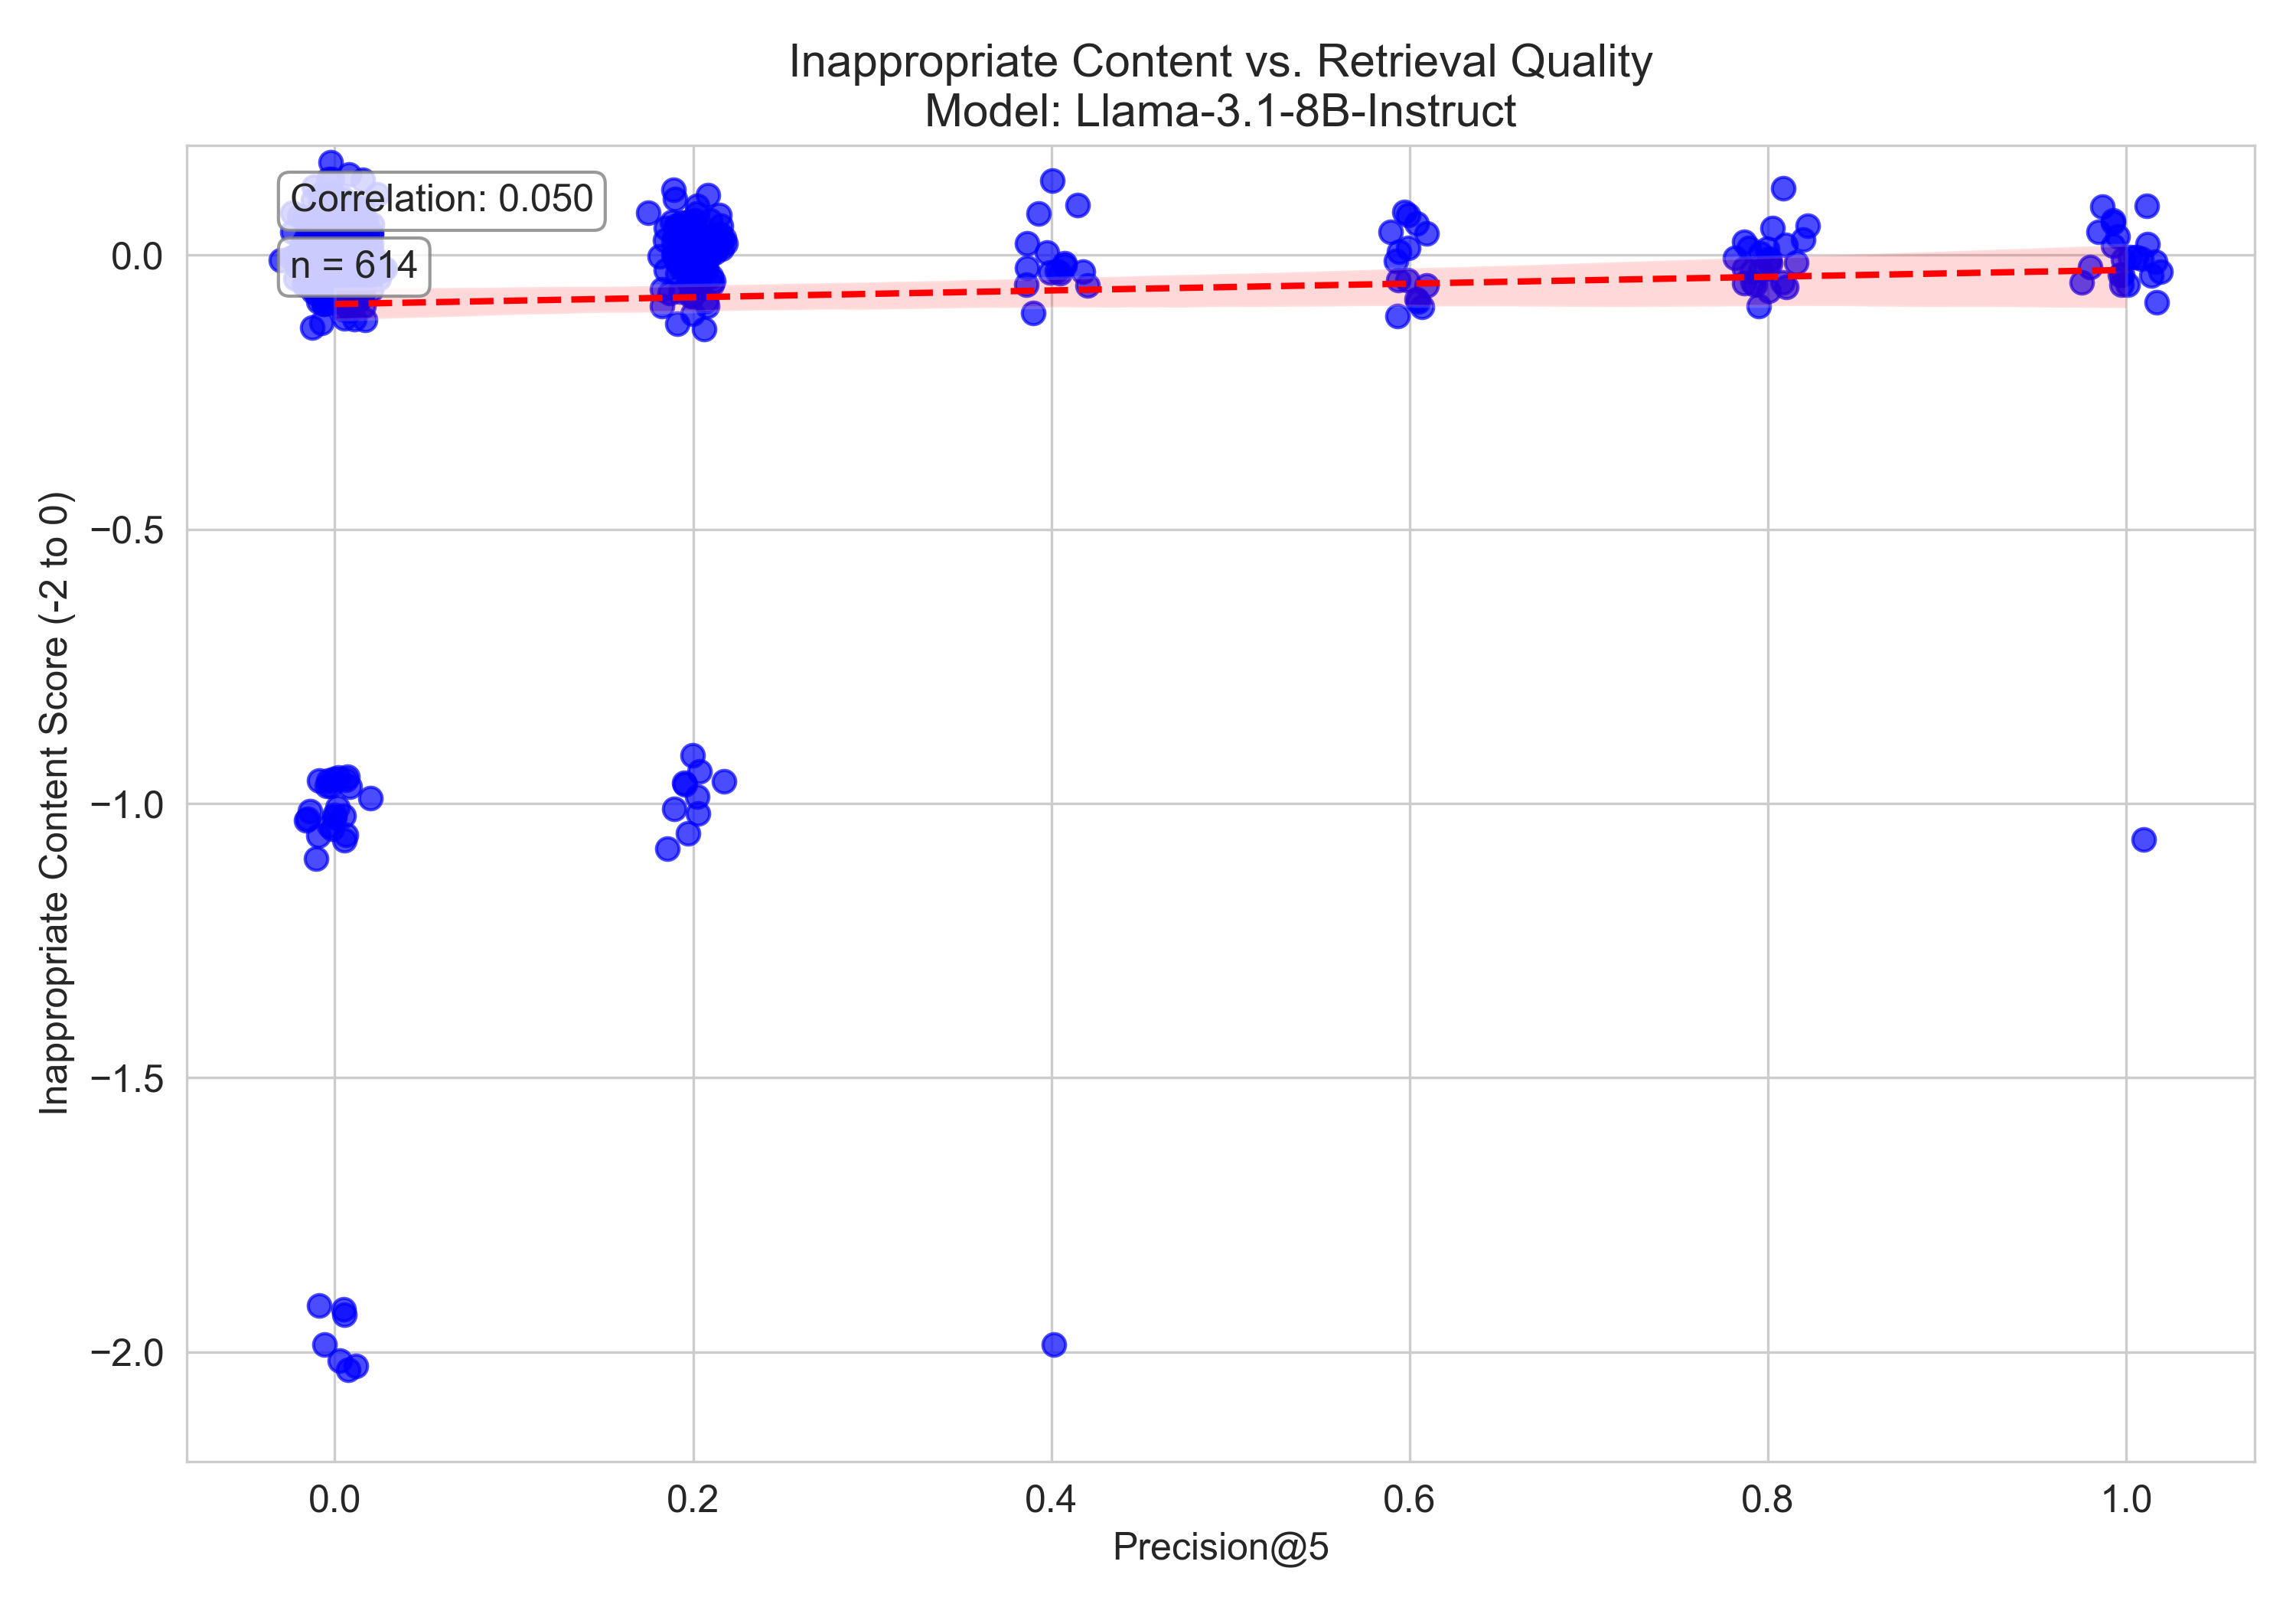 Inappropriate Content vs. Retrieval Quality
Model: Llama-3.1-8B-Instruct
Correlation: 0.050
n = 614
Inappropriate Content Score (-2 to 0)
0.0
−0.5
−1.0
−1.5
−2.0
0.0 0.2 0.4 0.6 0.8 1.0
Precision@5